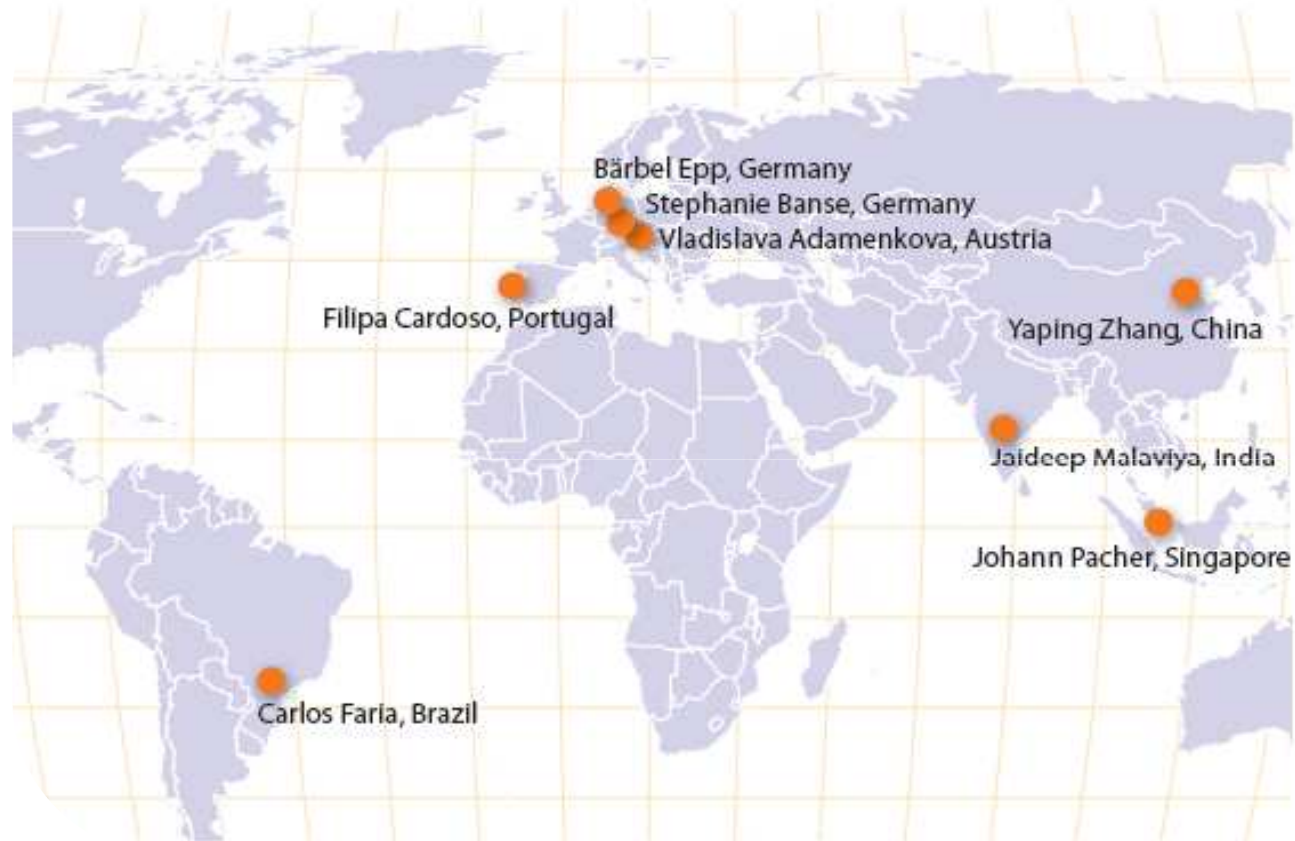 Bärbel Epp, Germany
Stephanie Banse, Germany
Vladislava Adamenkova, Austria
Filipa Cardoso, Portugal
Yaping Zhang, China
Jaideep Malaviya, India
Johann Pacher, Singapore
Carlos Faria, Brazil